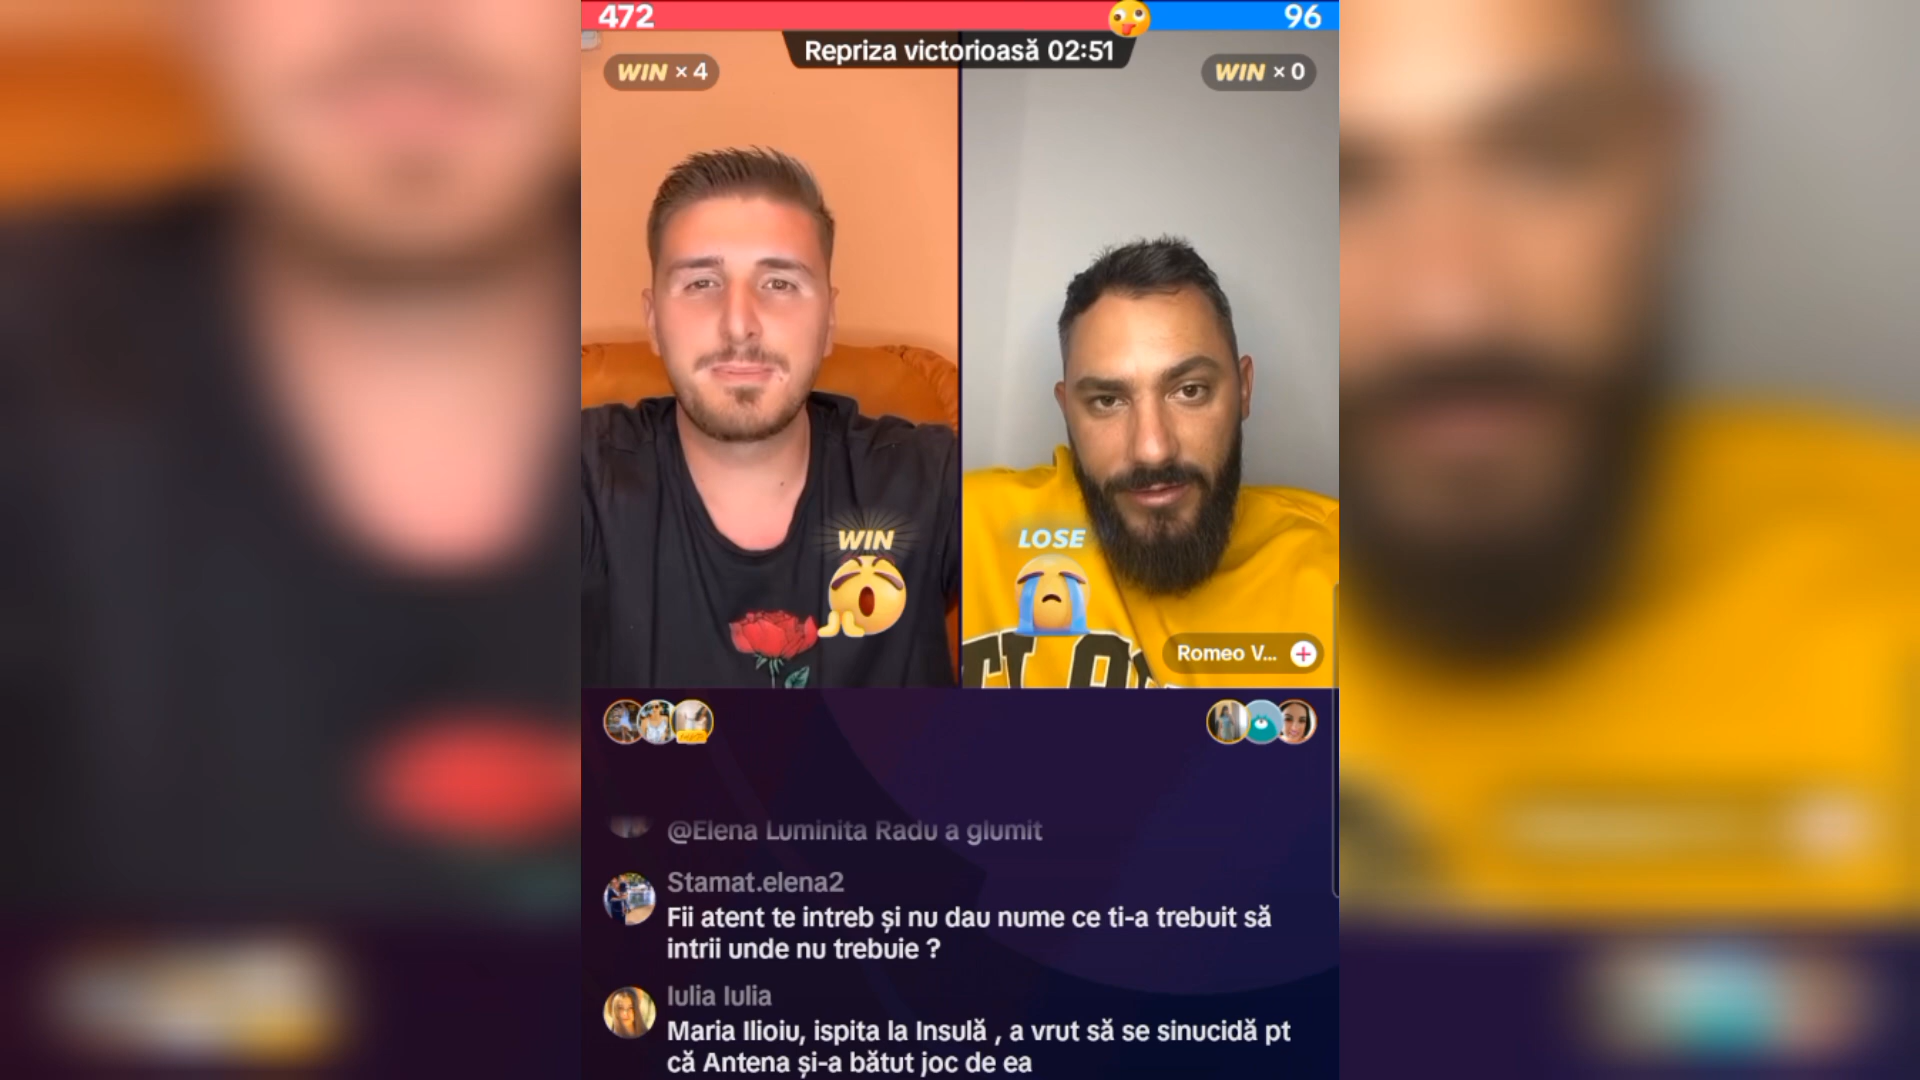 472
96
Repriza victorioasă 02:51
WIN × 4
WIN × 0
WIN
LOSE
Romeo V...
@Elena Luminita Radu a glumit
Stamat.elena2
Fii atent te intreb și nu dau nume ce ti-a trebuit să
intrii unde nu trebuie ?
Iulia Iulia
Maria Ilioiu, ispita la Insulă , a vrut să se sinucidă pt
că Antena și-a bătut joc de ea